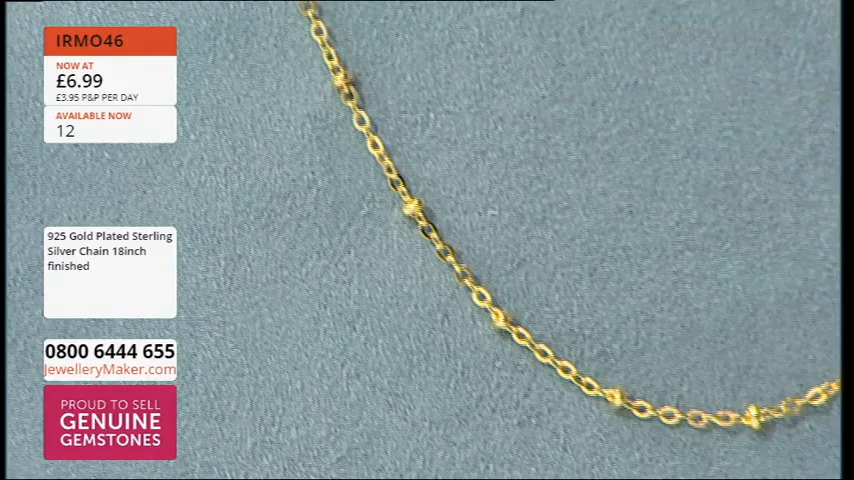 IRMO46
NOW AT
£6.99
£3.95 P&P PER DAY
AVAILABLE NOW
12
925 Gold Plated Sterling
Silver Chain 18inch
finished
0800 6444 655
JewelleryMaker.com
PROUD TO SELL
GENUINE
GEMSTONES